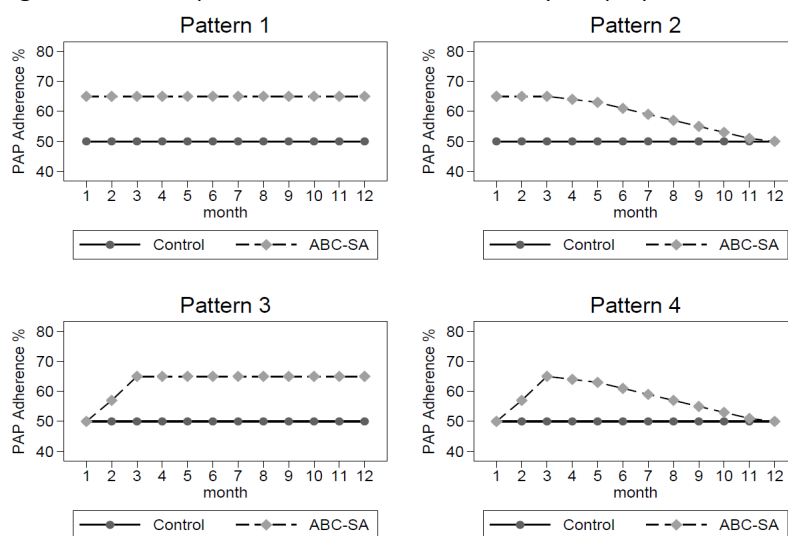 Pattern 1
PAP Adherence %
80
70
60
50
40
1 2 3 4 5 6 7 8 9 10 11 12
month
Control ABC-SA
Pattern 2
PAP Adherence %
80
70
60
50
40
1 2 3 4 5 6 7 8 9 10 11 12
month
Control ABC-SA
Pattern 3
PAP Adherence %
80
70
60
50
40
1 2 3 4 5 6 7 8 9 10 11 12
month
Control ABC-SA
Pattern 4
PAP Adherence %
80
70
60
50
40
1 2 3 4 5 6 7 8 9 10 11 12
month
Control ABC-SA